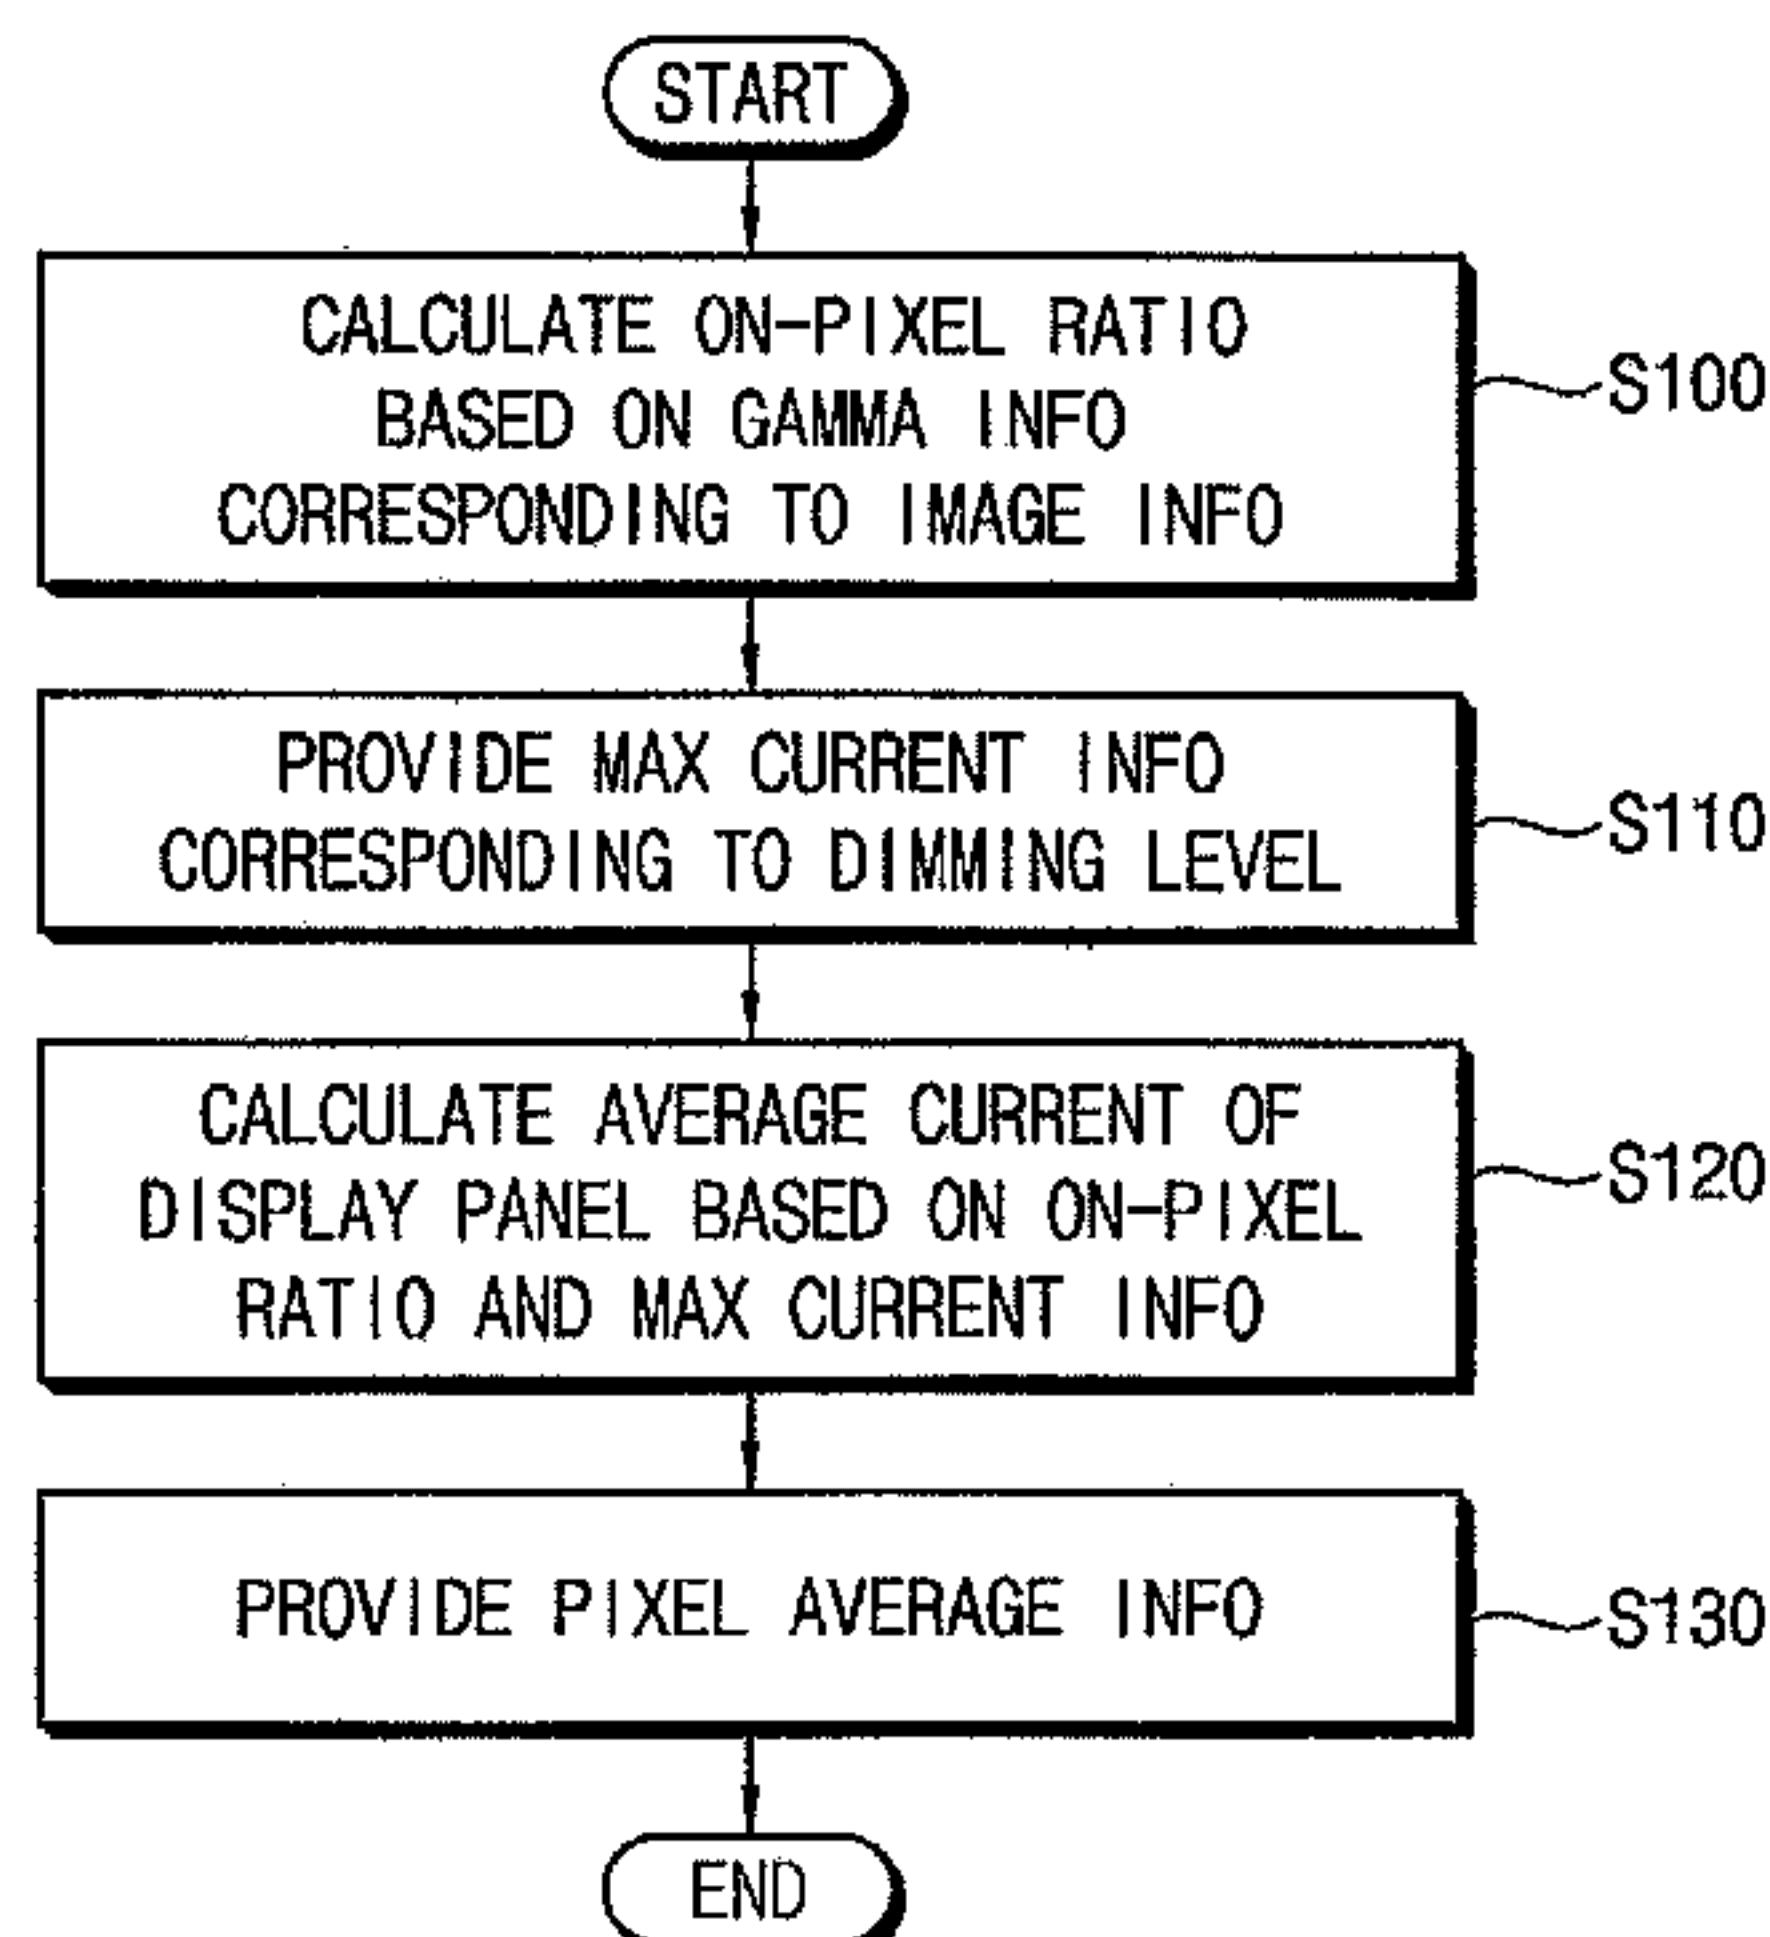 START
CALCULATE ON-PIXEL RATIO
BASED ON GAMMA INFO
CORRESPONDING TO IMAGE INFO
S100
PROVIDE MAX CURRENT INFO
CORRESPONDING TO DIMMING LEVEL
S110
CALCULATE AVERAGE CURRENT OF
DISPLAY PANEL BASED ON ON-PIXEL
RATIO AND MAX CURRENT INFO
S120
PROVIDE PIXEL AVERAGE INFO
S130
END